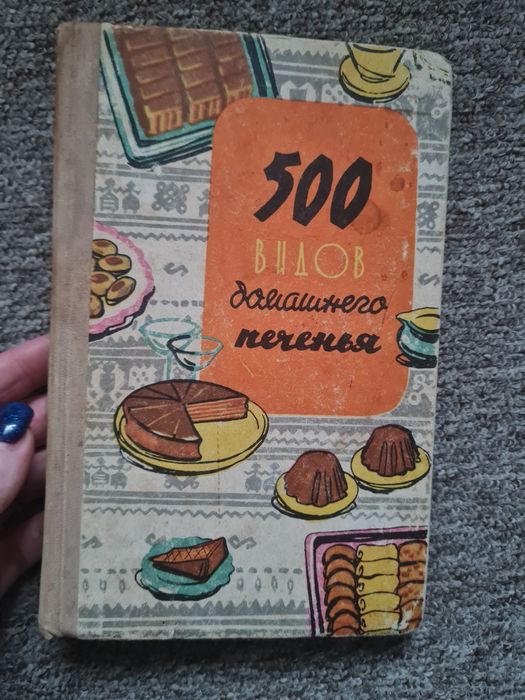 500
ВИДОВ
домашнего
печенья